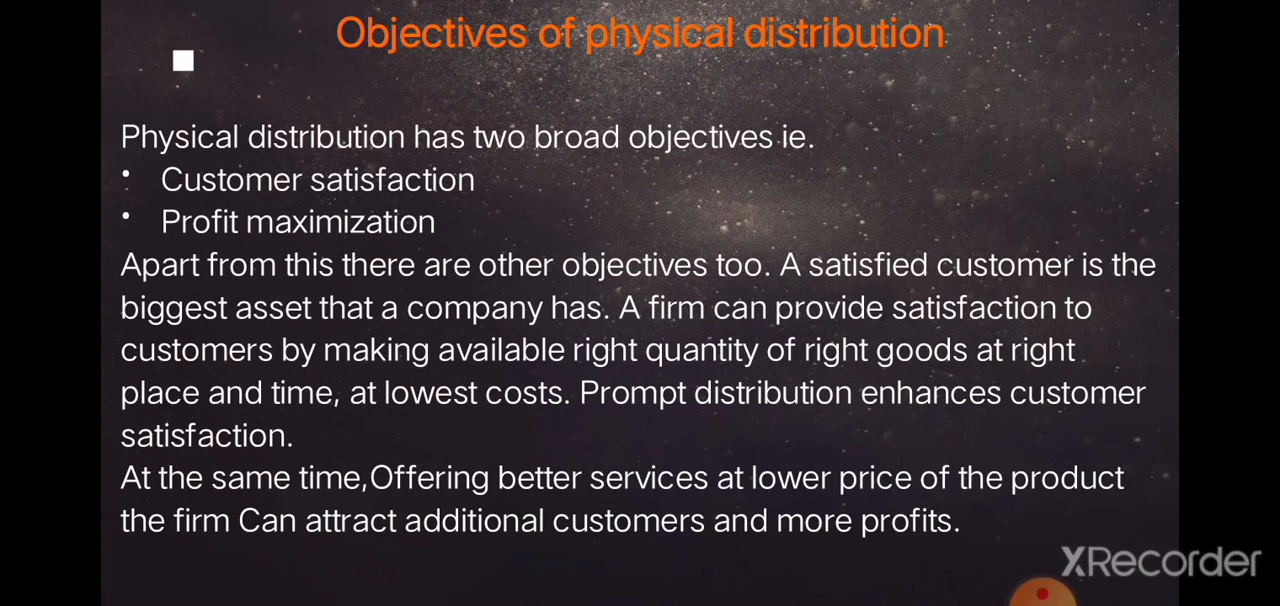 Objectives of physical distribution
Physical distribution has two broad objectives ie.
• Customer satisfaction
• Profit maximization
Apart from this there are other objectives too. A satisfied customer is the
biggest asset that a company has. A firm can provide satisfaction to
customers by making available right quantity of right goods at right
place and time, at lowest costs. Prompt distribution enhances customer
satisfaction.
At the same time,Offering better services at lower price of the product
the firm Can attract additional customers and more profits.
XRecorder